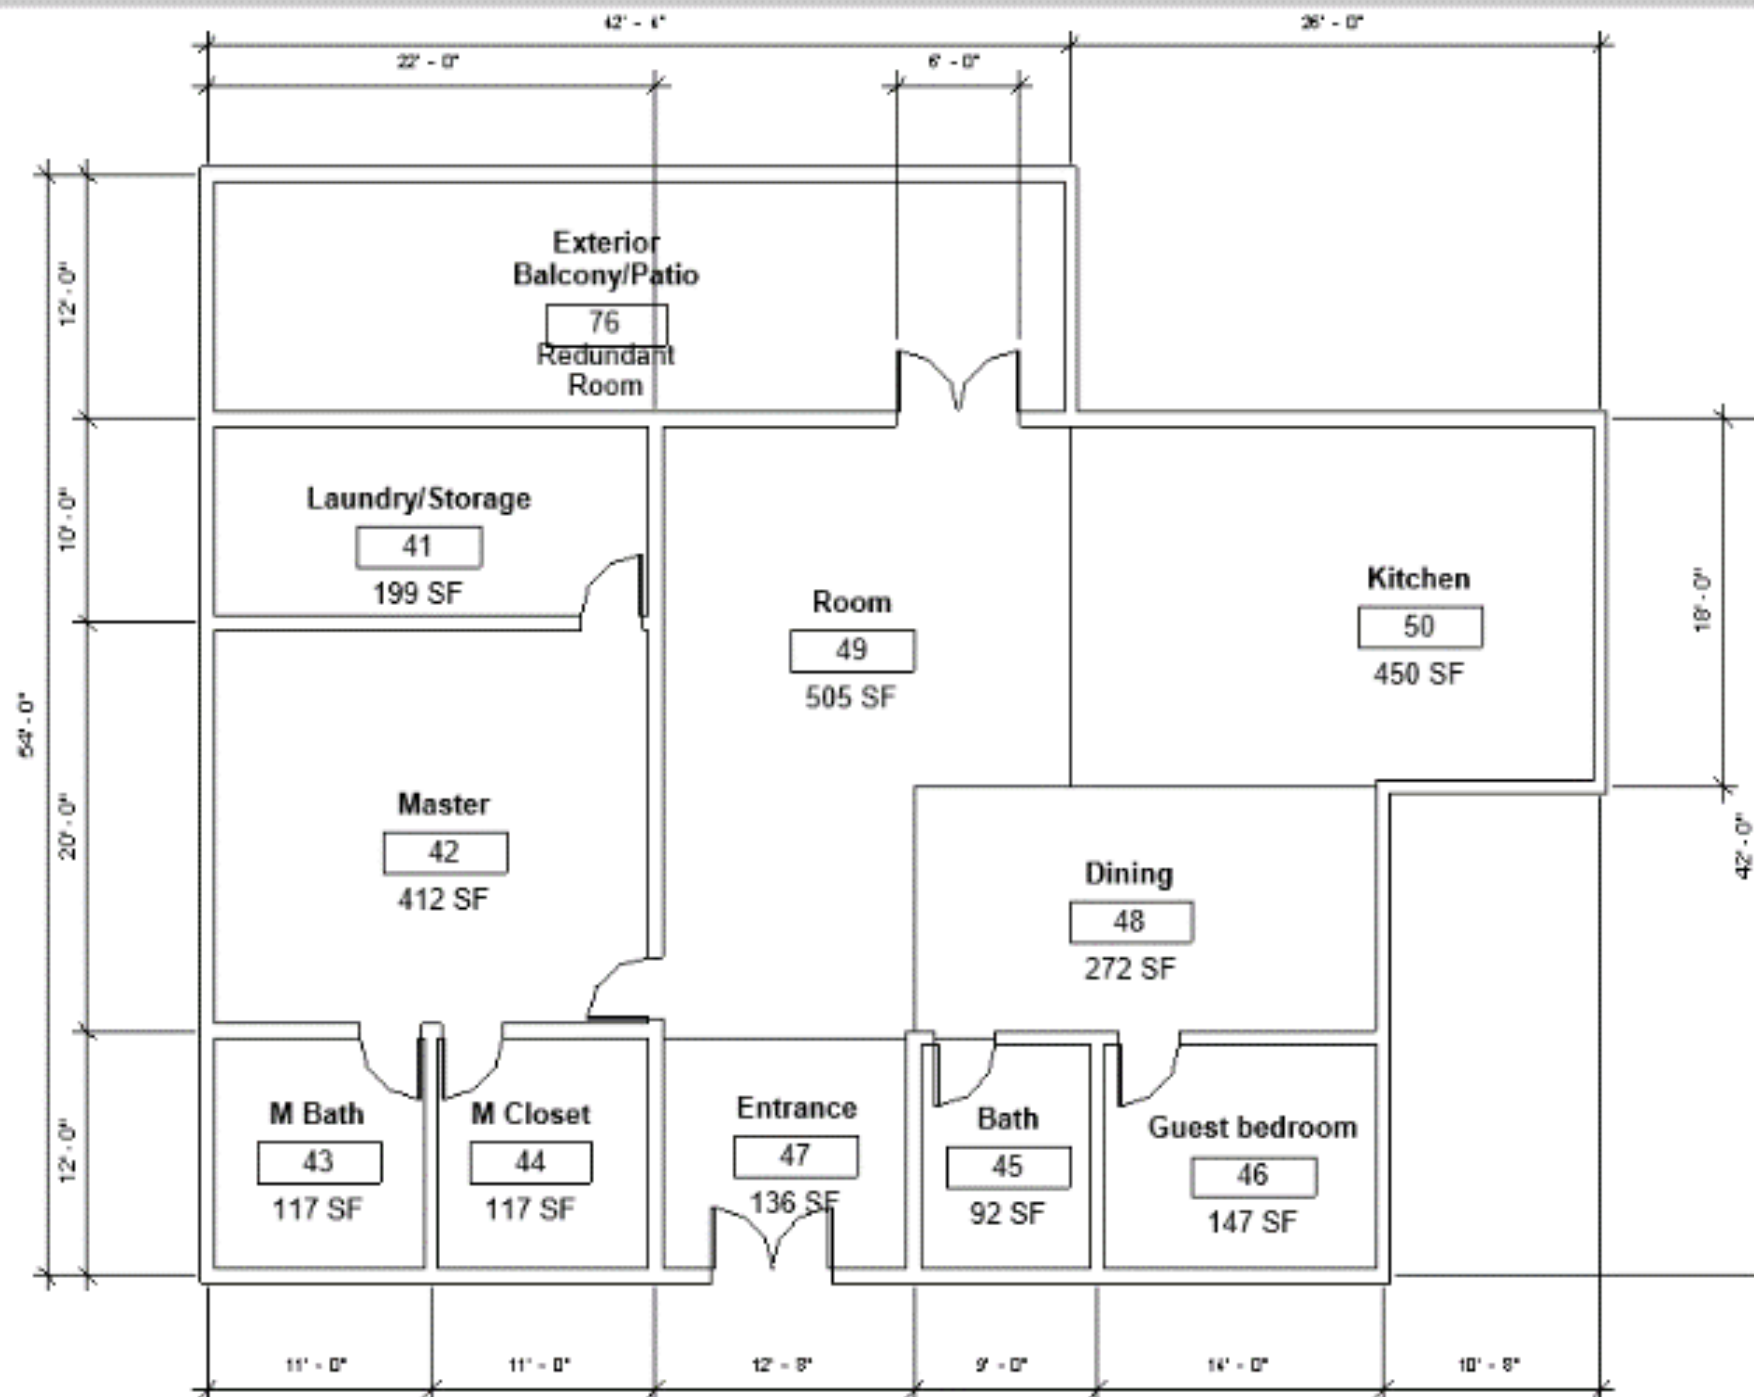 42' - 4"
26' - 0"
22' - 0"
6' - 0"
Exterior
Balcony/Patio
76
Redundant
Room
12' - 0"
Laundry/Storage
41
199 SF
10' - 0"
Room
49
505 SF
Kitchen
50
450 SF
18' - 0"
54' - 0"
Master
42
412 SF
20' - 0"
42' - 0"
Dining
48
272 SF
M Bath
43
117 SF
M Closet
44
117 SF
Entrance
47
136 SF
Bath
45
92 SF
Guest bedroom
46
147 SF
12' - 0"
11' - 0"
11' - 0"
12' - 8"
9' - 0"
14' - 0"
10' - 8"